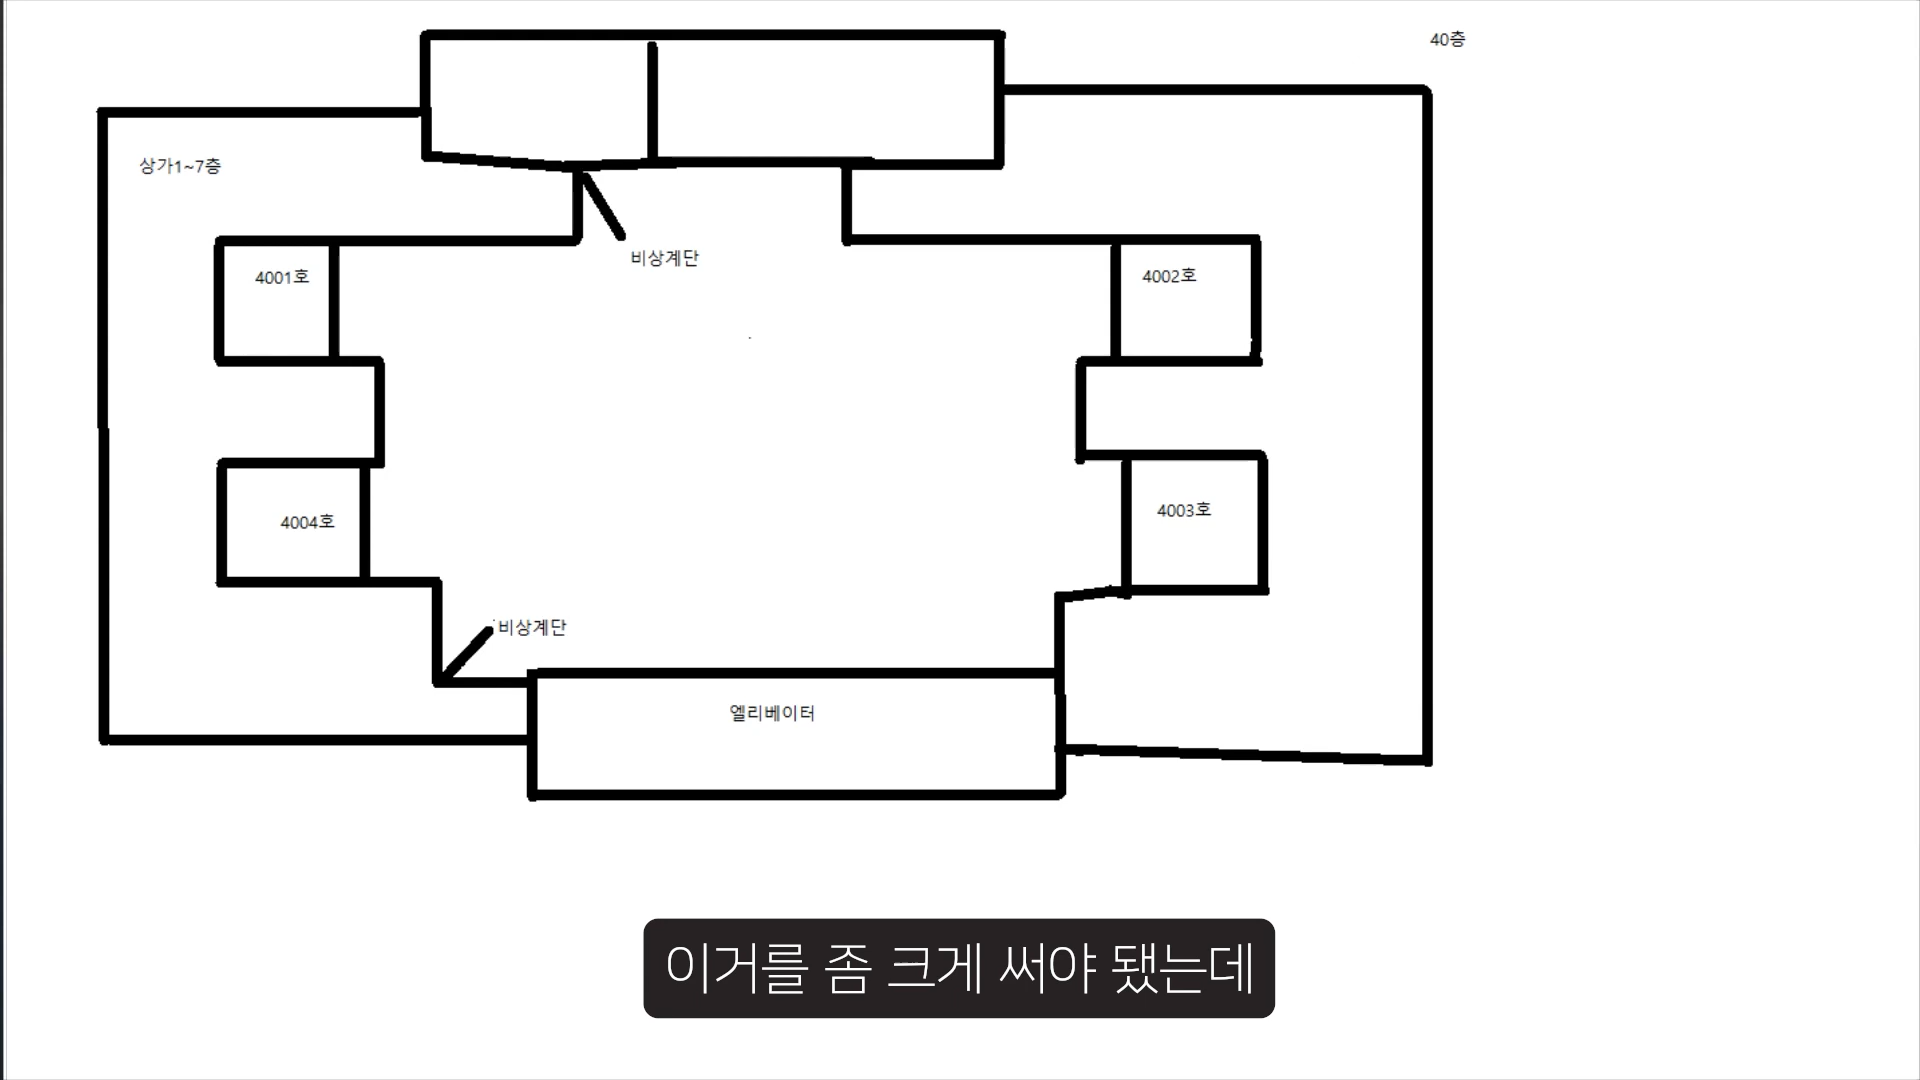 40층
상가1~7층
비상계단
4001호
4002호
4004호
4003호
비상계단
엘리베이터
이거를 좀 크게 써야 됐는데